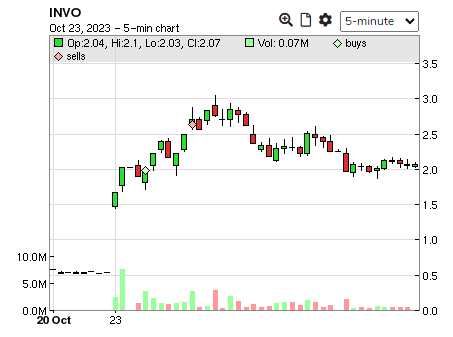 INVO
Oct 23, 2023 - 5-min chart
5-minute
Op:2.04, Hi:2.1, Lo:2.03, Cl:2.07 Vol: 0.07M buys
sells
3.5
3.0
2.5
2.0
1.5
1.0
10.0M
0.5
5.0M
0.0M 0.0
20 Oct 23